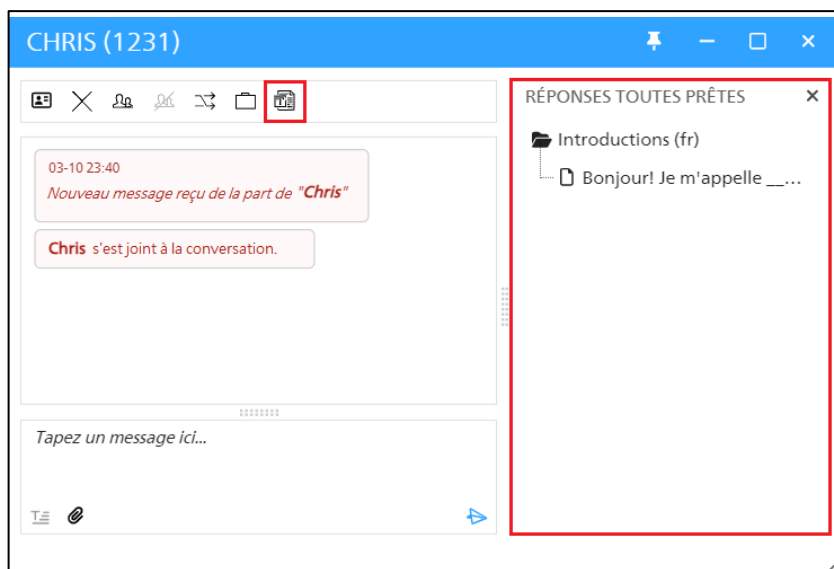 CHRIS (1231)
RÉPONSES TOUTES PRÊTES
Introductions (fr)
Bonjour! Je m'appelle __...
03-10 23:40
Nouveau message reçu de la part de "Chris"
Chris s'est joint à la conversation.
Tapez un message ici...